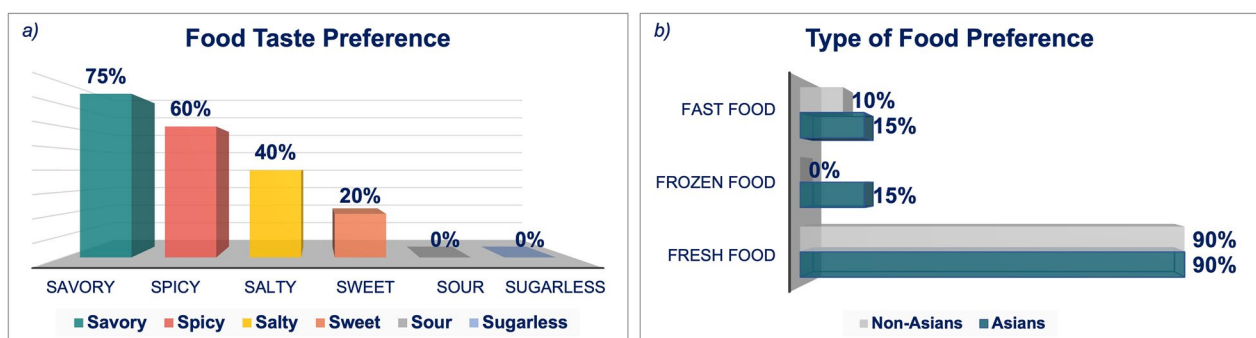 a)
Food Taste Preference
75%
60%
40%
20%
0%
0%
SAVORY
SPICY
SALTY
SWEET
SOUR
SUGARLESS
Savory
Spicy
Salty
Sweet
Sour
Sugarless
b)
Type of Food Preference
FAST FOOD
10%
15%
FROZEN FOOD
0%
15%
FRESH FOOD
90%
90%
Non-Asians
Asians